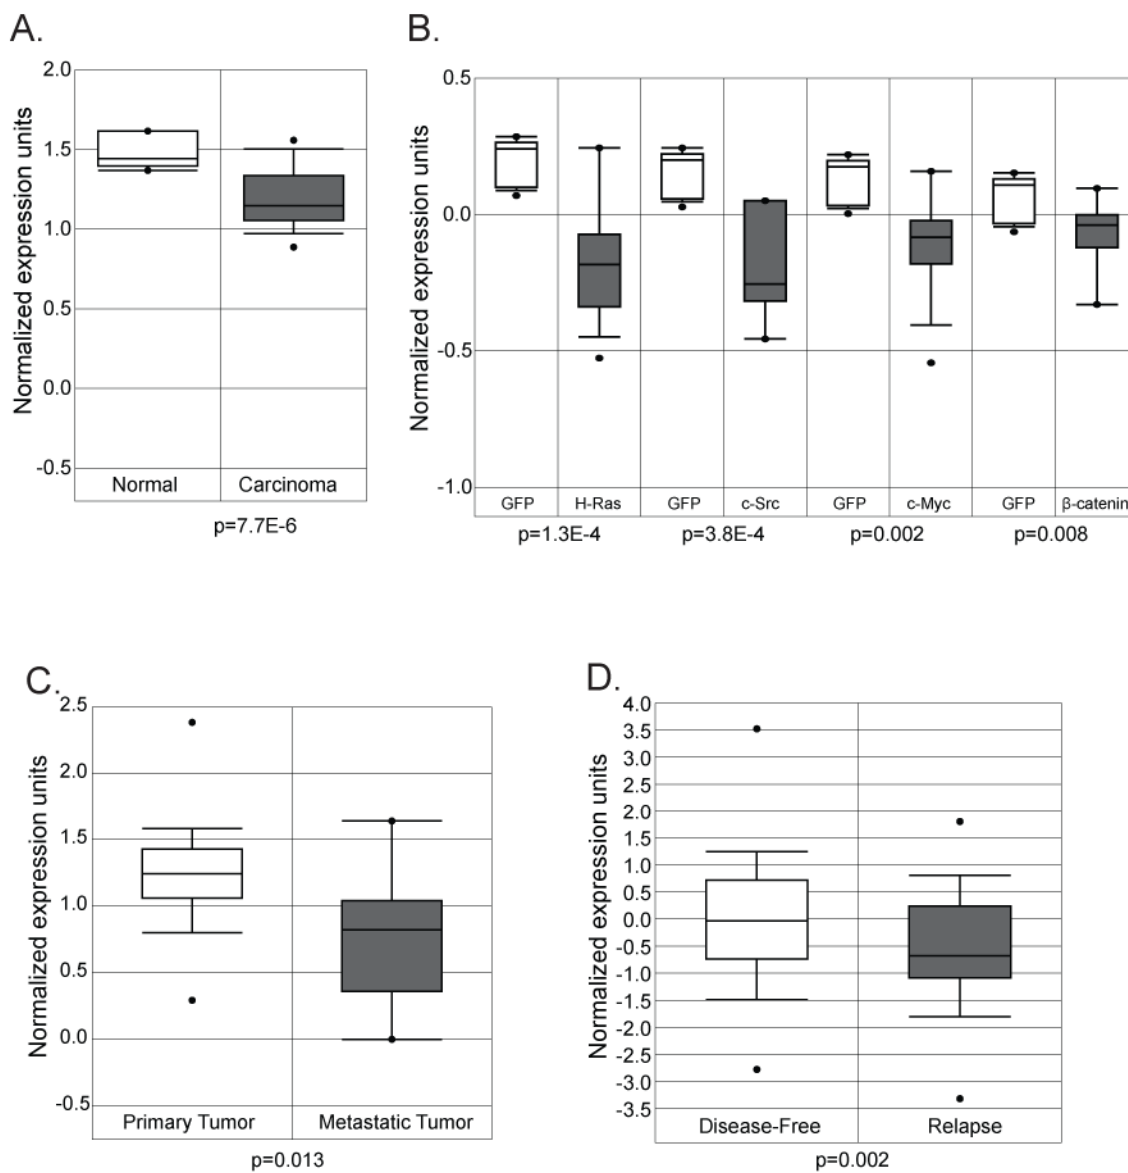 A.
Normalized expression units
2.0
1.5
1.0
0.5
0.0
-0.5
Normal Carcinoma
p=7.7E-6
B.
Normalized expression units
0.5
0.0
-0.5
-1.0
GFP H-Ras GFP c-Src GFP c-Myc GFP β-catenin
p=1.3E-4 p=3.8E-4 p=0.002 p=0.008
C.
Normalized expression units
2.5
2.0
1.5
1.0
0.5
0.0
-0.5
Primary Tumor Metastatic Tumor
p=0.013
D.
Normalized expression units
4.0
3.5
3.0
2.5
2.0
1.5
1.0
0.5
0.0
-0.5
-1.0
-1.5
-2.0
-2.5
-3.0
-3.5
Disease-Free Relapse
p=0.002